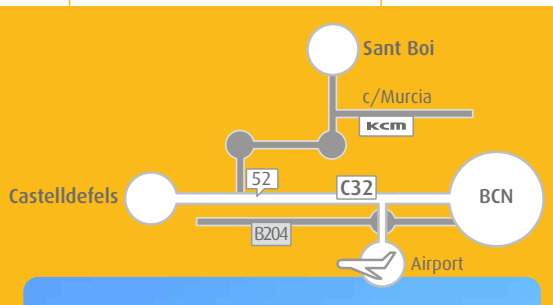 Sant Boi
c/Murcia
kcm
52
Castelldefels
C32
BCN
B204
Airport